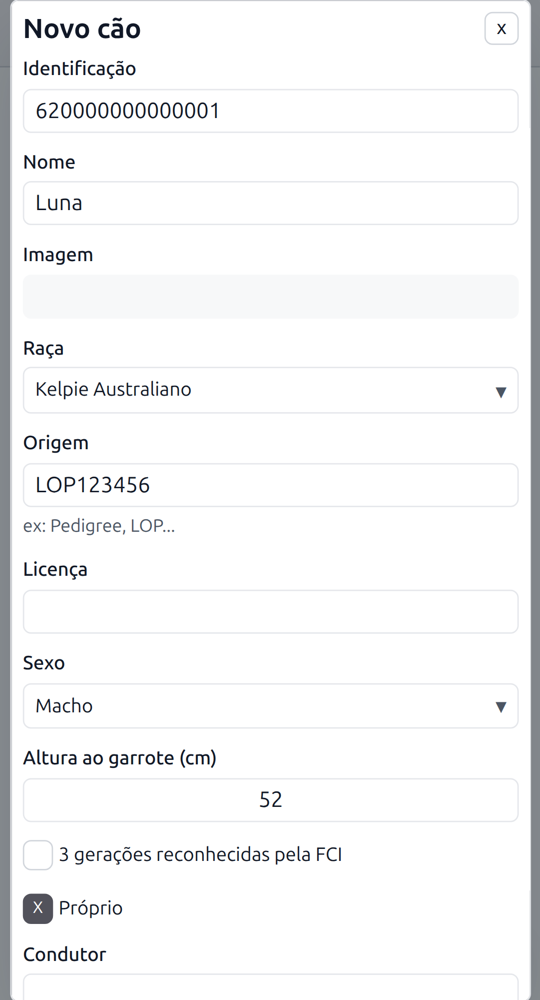 Novo cão
x
Identificação
620000000000001
Nome
Luna
Imagem
Raça
Kelpie Australiano
▼
Origem
LOP123456
ex: Pedigree, LOP...
Licença
Sexo
Macho
▼
Altura ao garrote (cm)
52
3 gerações reconhecidas pela FCI
X Próprio
Condutor